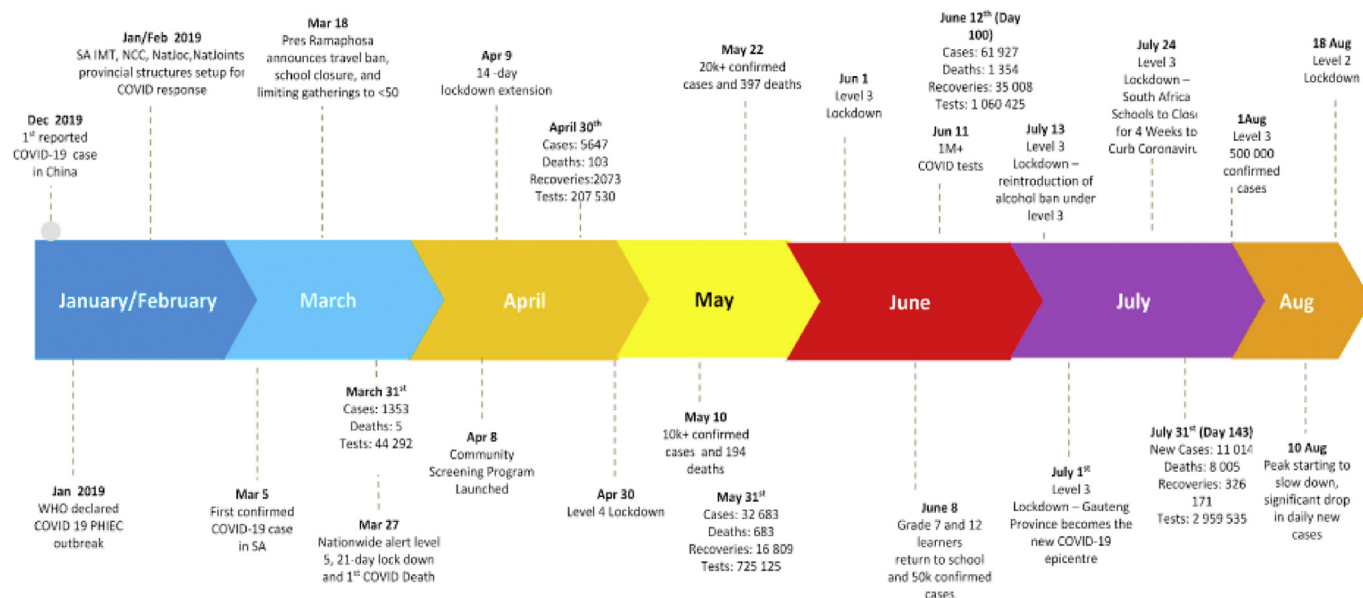 Dec 2019
1st reported
COVID-19 case
in China
Jan/Feb 2019
SA IMT, NCC, NatJoc,NatJoints
provincial structures setup for
COVID response
Mar 18
Pres Ramaphosa
announces travel ban,
school closure, and
limiting gatherings to <50
Apr 9
14 -day
lockdown extension
April 30th
Cases: 5647
Deaths: 103
Recoveries:2073
Tests: 207 530
May 22
20k+ confirmed
cases and 397 deaths
Jun 1
Level 3
Lockdown
June 12th (Day
100)
Cases: 61 927
Deaths: 1 354
Recoveries: 35 008
Tests: 1 060 425
Jun 11
1M+
COVID tests
July 13
Level 3
Lockdown –
reintroduction of
alcohol ban under
level 3
July 24
Level 3
Lockdown –
South Africa
Schools to Clos
for 4 Weeks to
Curb Coronaviru
1Aug
Level 3
500 000
confirmed
cases
18 Aug
Level 2
Lockdown
January/February
March
April
May
June
July
Aug
Jan 2019
WHO declared
COVID 19 PHIEC
outbreak
Mar 5
First confirmed
COVID-19 case
in SA
March 31st
Cases: 1353
Deaths: 5
Tests: 44 292
Mar 27
Nationwide alert level
5, 21-day lock down
and 1st COVID Death
Apr 8
Community
Screening Program
Launched
Apr 30
Level 4 Lockdown
May 10
10k+ confirmed
cases and 194
deaths
May 31st
Cases: 32 683
Deaths: 683
Recoveries: 16 809
Tests: 725 125
June 8
Grade 7 and 12
learners
return to school
and 50k confirmed
cases
July 1st
Level 3
Lockdown – Gauteng
Province becomes the
new COVID-19
epicentre
July 31st (Day 143)
New Cases: 11 014
Deaths: 8 005
Recoveries: 326
171
Tests: 2 959 535
10 Aug
Peak starting to
slow down,
significant drop
in daily new
cases